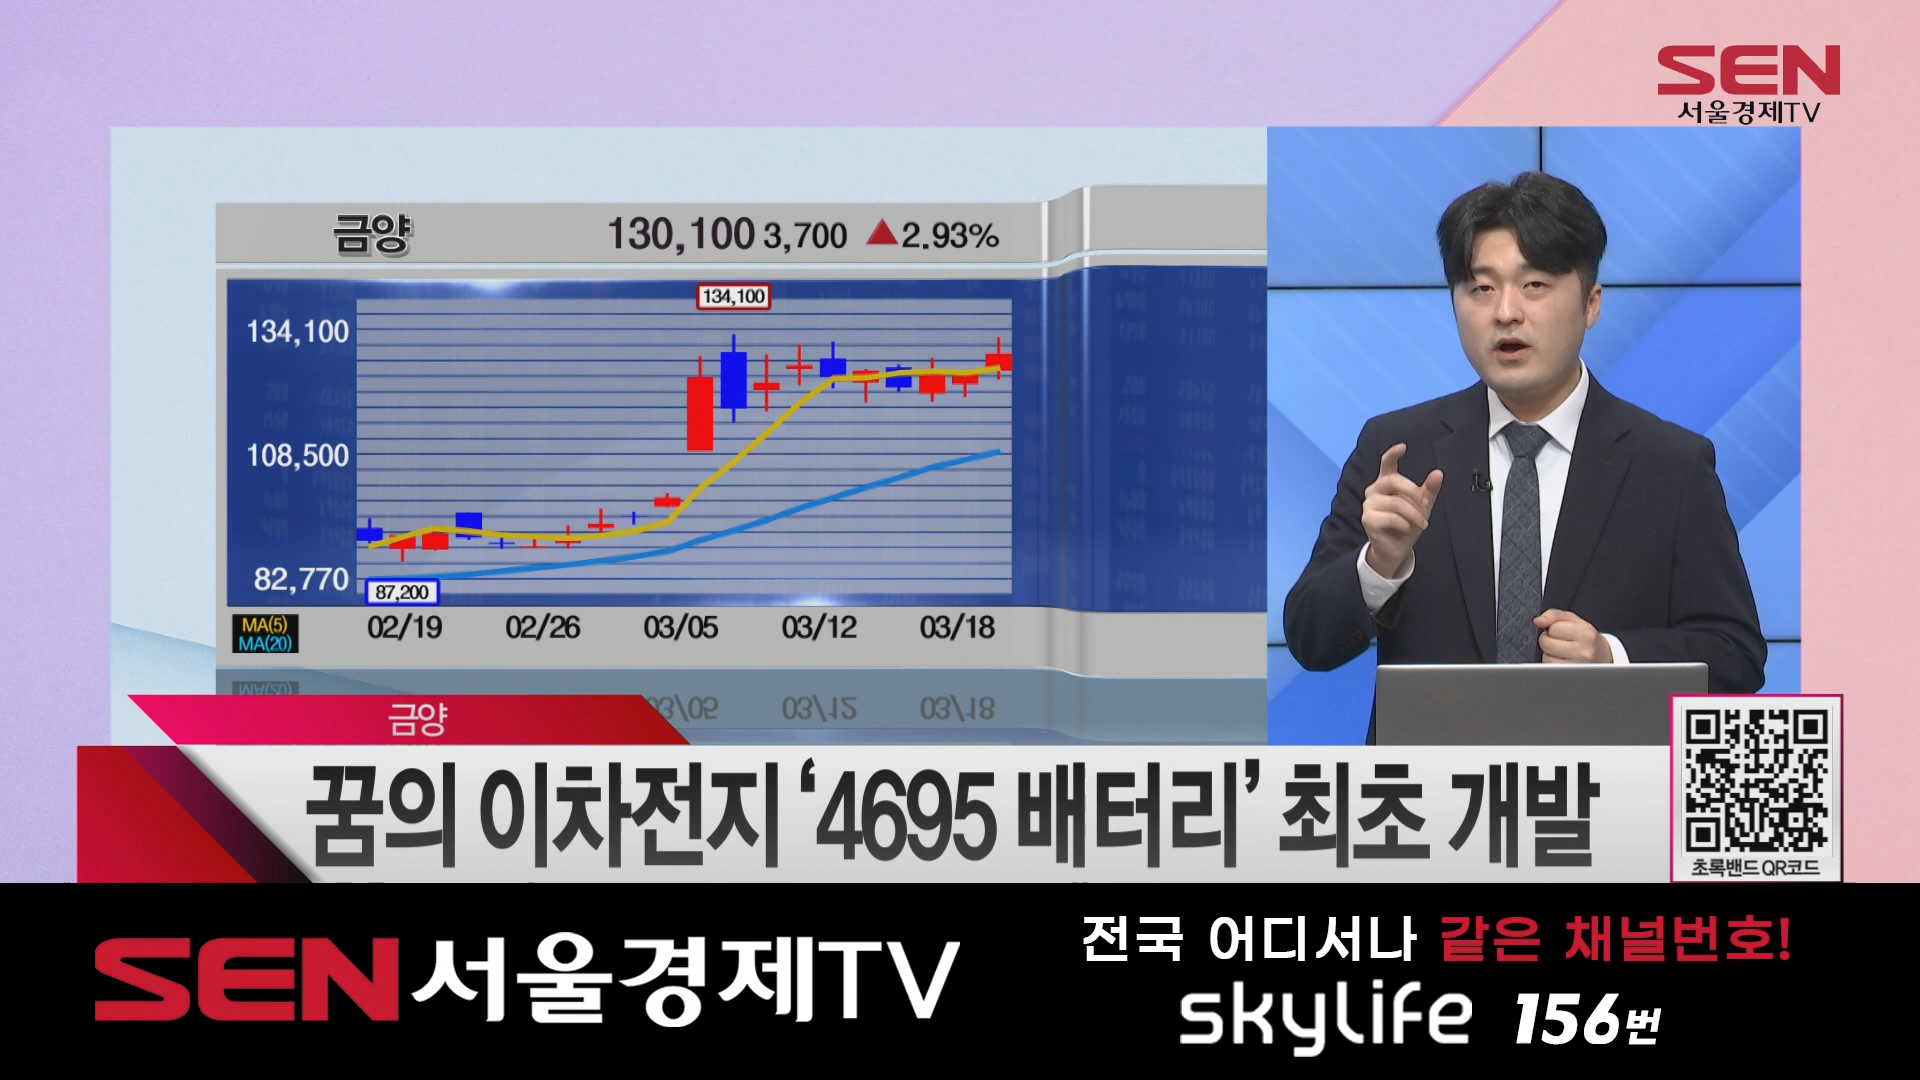 SEN
서울경제TV
금양 130,100 3,700 ▲2.93%
134,100
134,100
108,500
82,770
87,200
MA(5)
MA(20)
02/19 02/26 03/05 03/12 03/18
금양
꿈의 이차전지 ‘4695 배터리’ 최초 개발
초록밴드 QR코드
SEN서울경제TV
전국 어디서나 같은 채널번호!
skylife 156번